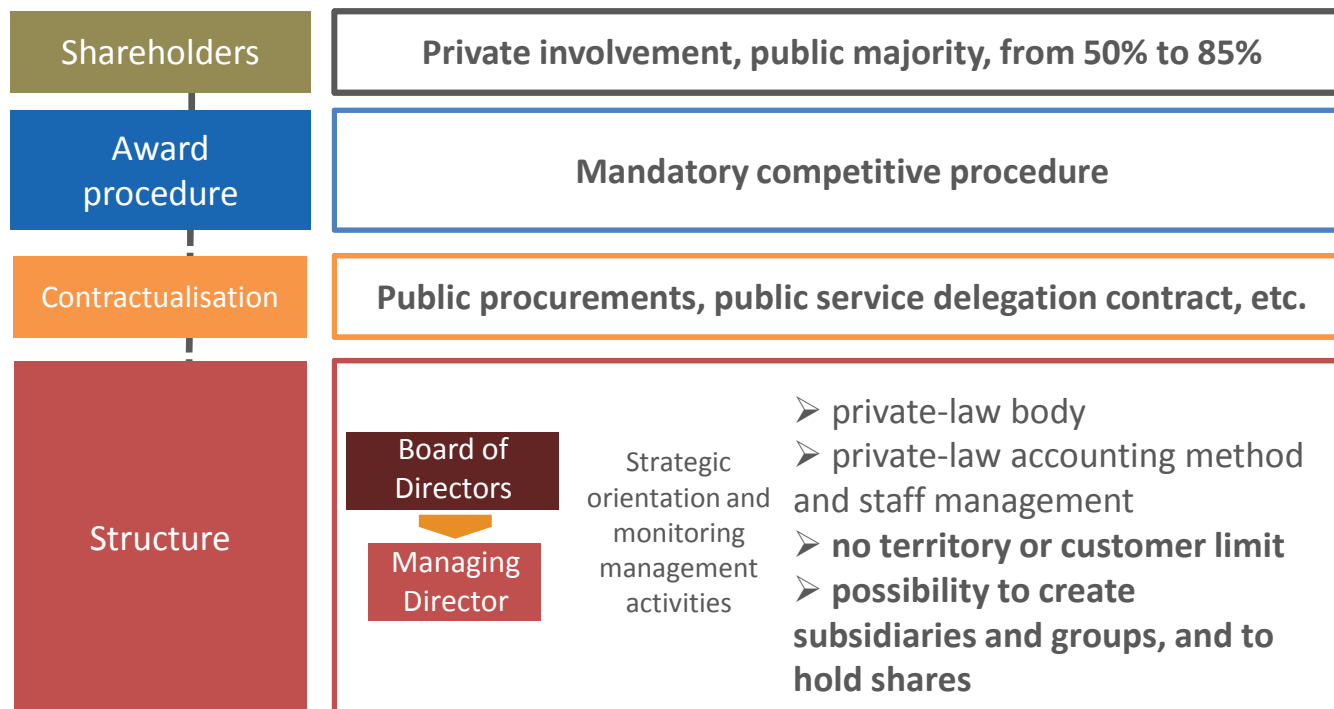 Shareholders
Private involvement, public majority, from 50% to 85%
Award
procedure
Mandatory competitive procedure
Contractualisation
Public procurements, public service delegation contract, etc.
Structure
Board of
Directors
Managing
Director
Strategic
orientation and
monitoring
management
activities
➢ private-law body
➢ private-law accounting method
and staff management
➢ no territory or customer limit
➢ possibility to create
subsidiaries and groups, and to
hold shares